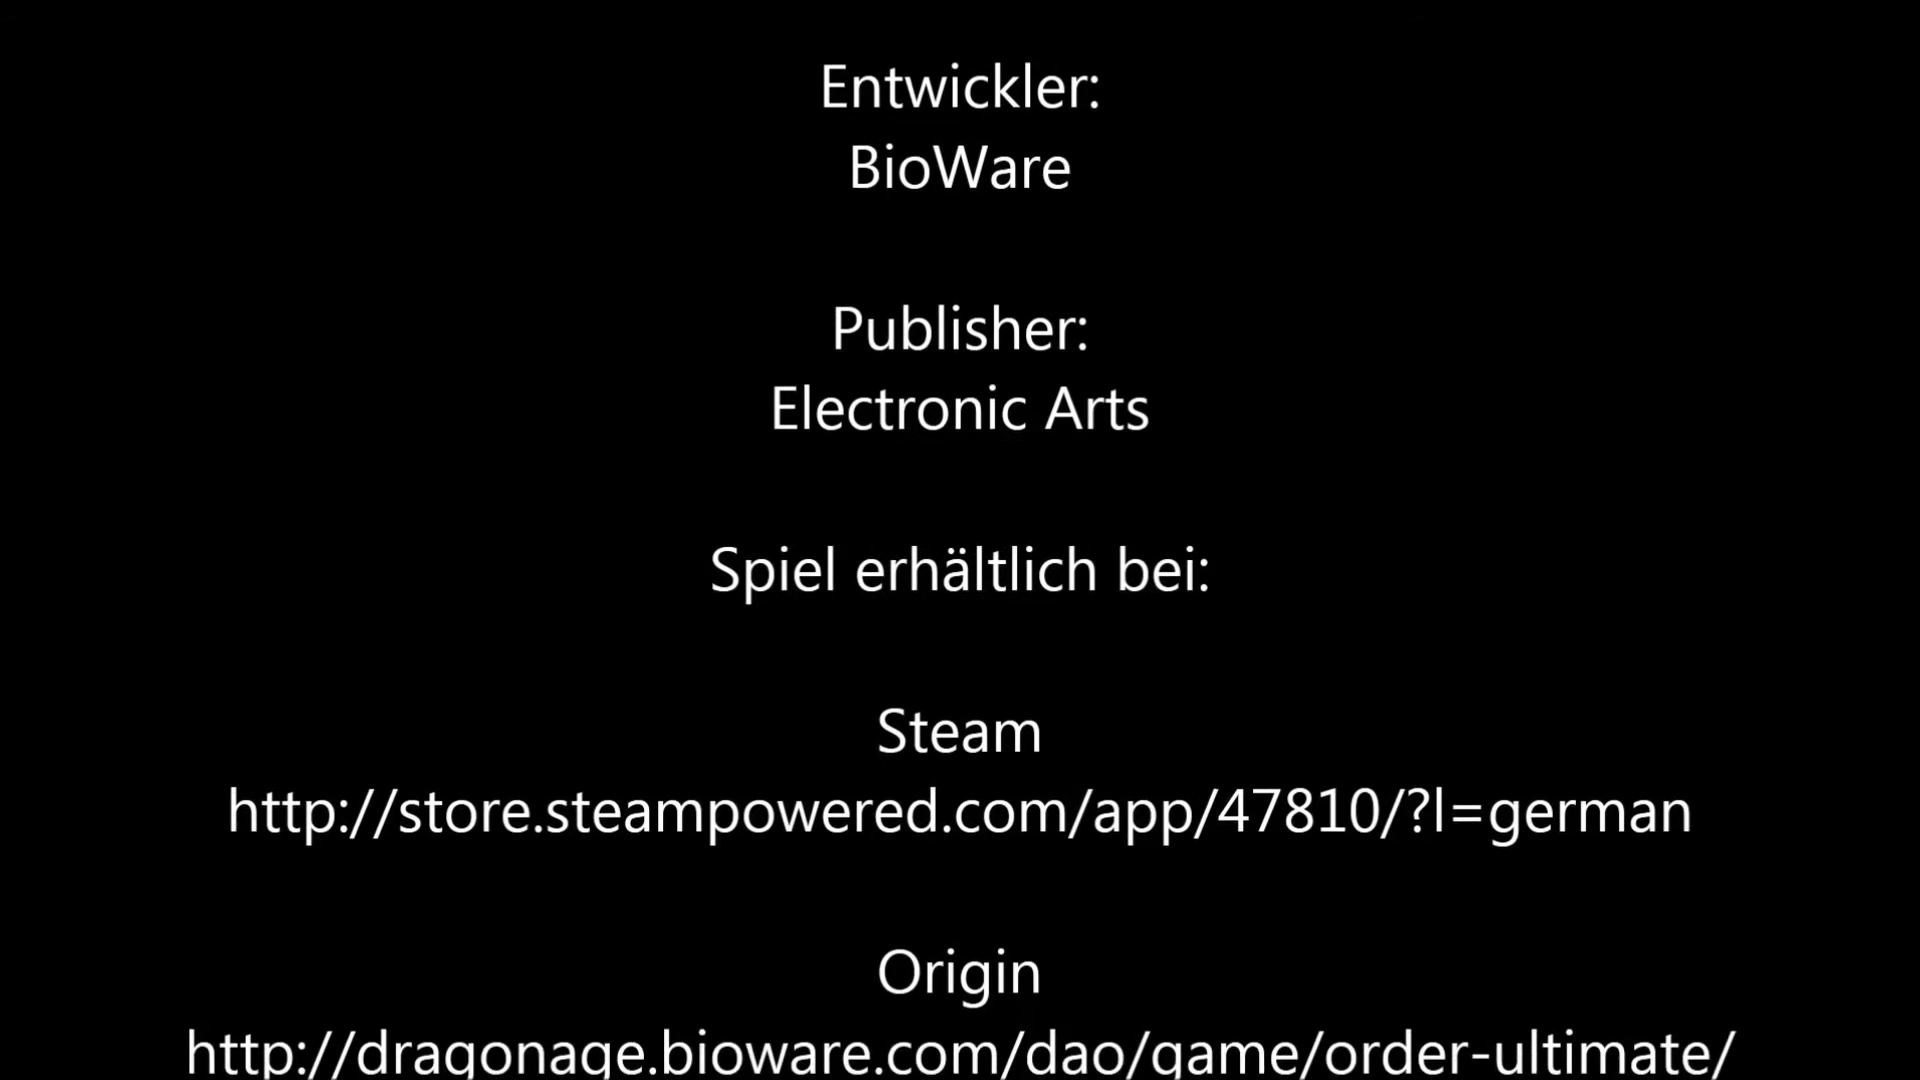 Entwickler:
BioWare
Publisher:
Electronic Arts
Spiel erhältlich bei:
Steam
http://store.steampowered.com/app/47810/?l=german
Origin
http://dragonage.bioware.com/dao/game/order-ultimate/